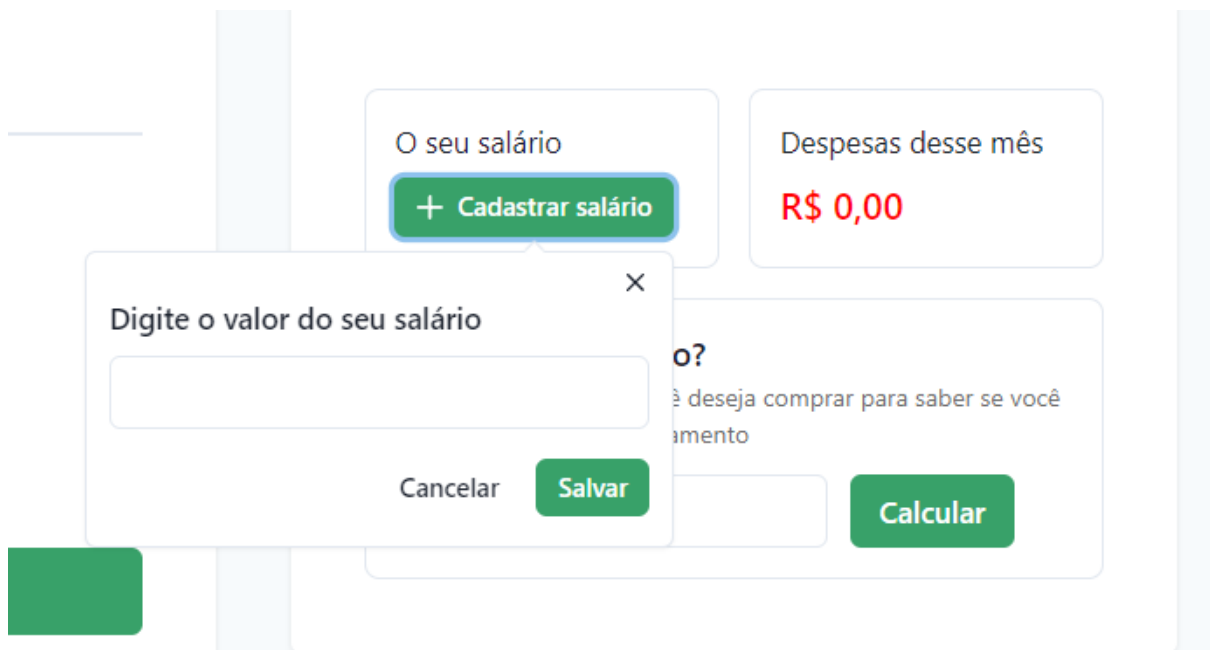 O seu salário
Cadastrar salário
Despesas desse mês
R$ 0,00
Digite o valor do seu salário
Cancelar
Salvar
o?
deseja comprar para saber se você
Calcular